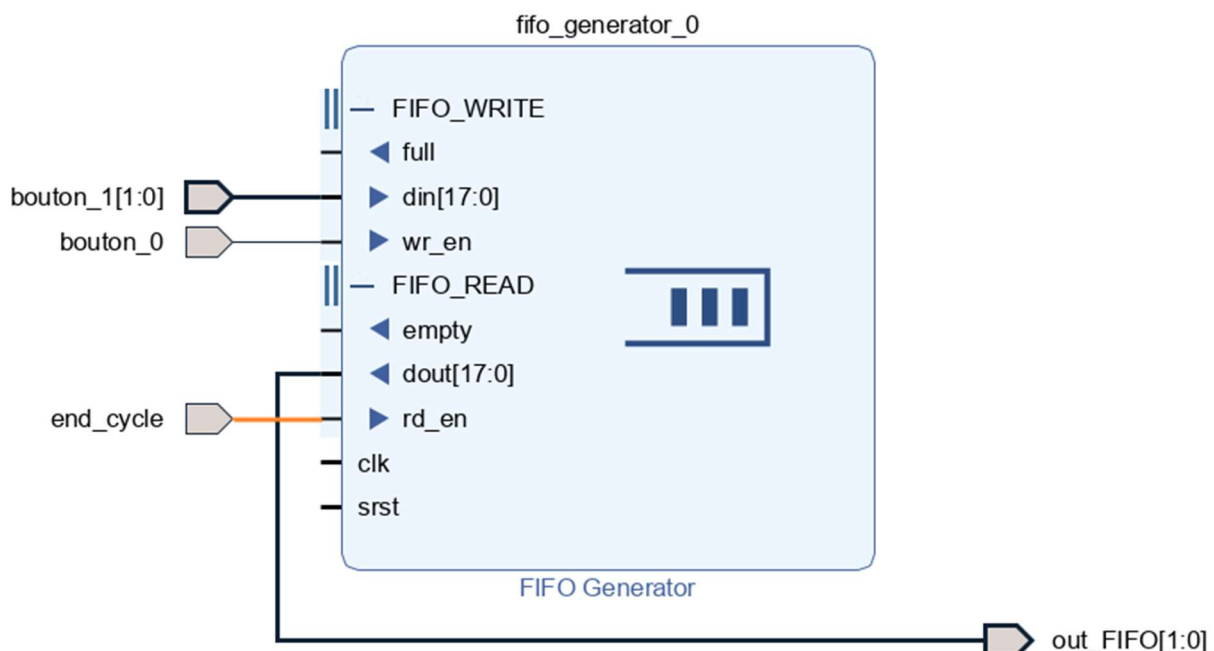 fifo_generator_0
FIFO_WRITE
full
bouton_1[1:0]
din[17:0]
bouton_0
wr_en
FIFO_READ
empty
dout[17:0]
end_cycle
rd_en
clk
srst
FIFO Generator
out_FIFO[1:0]